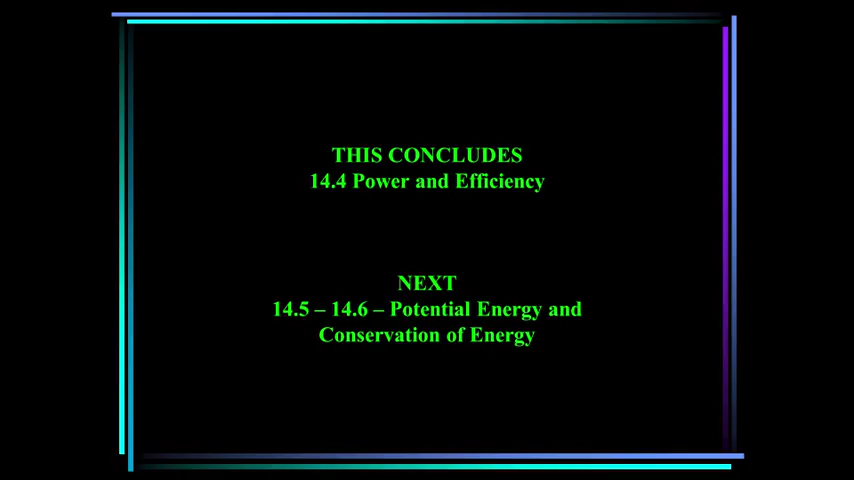 THIS CONCLUDES
14.4 Power and Efficiency
NEXT
14.5 – 14.6 – Potential Energy and
Conservation of Energy